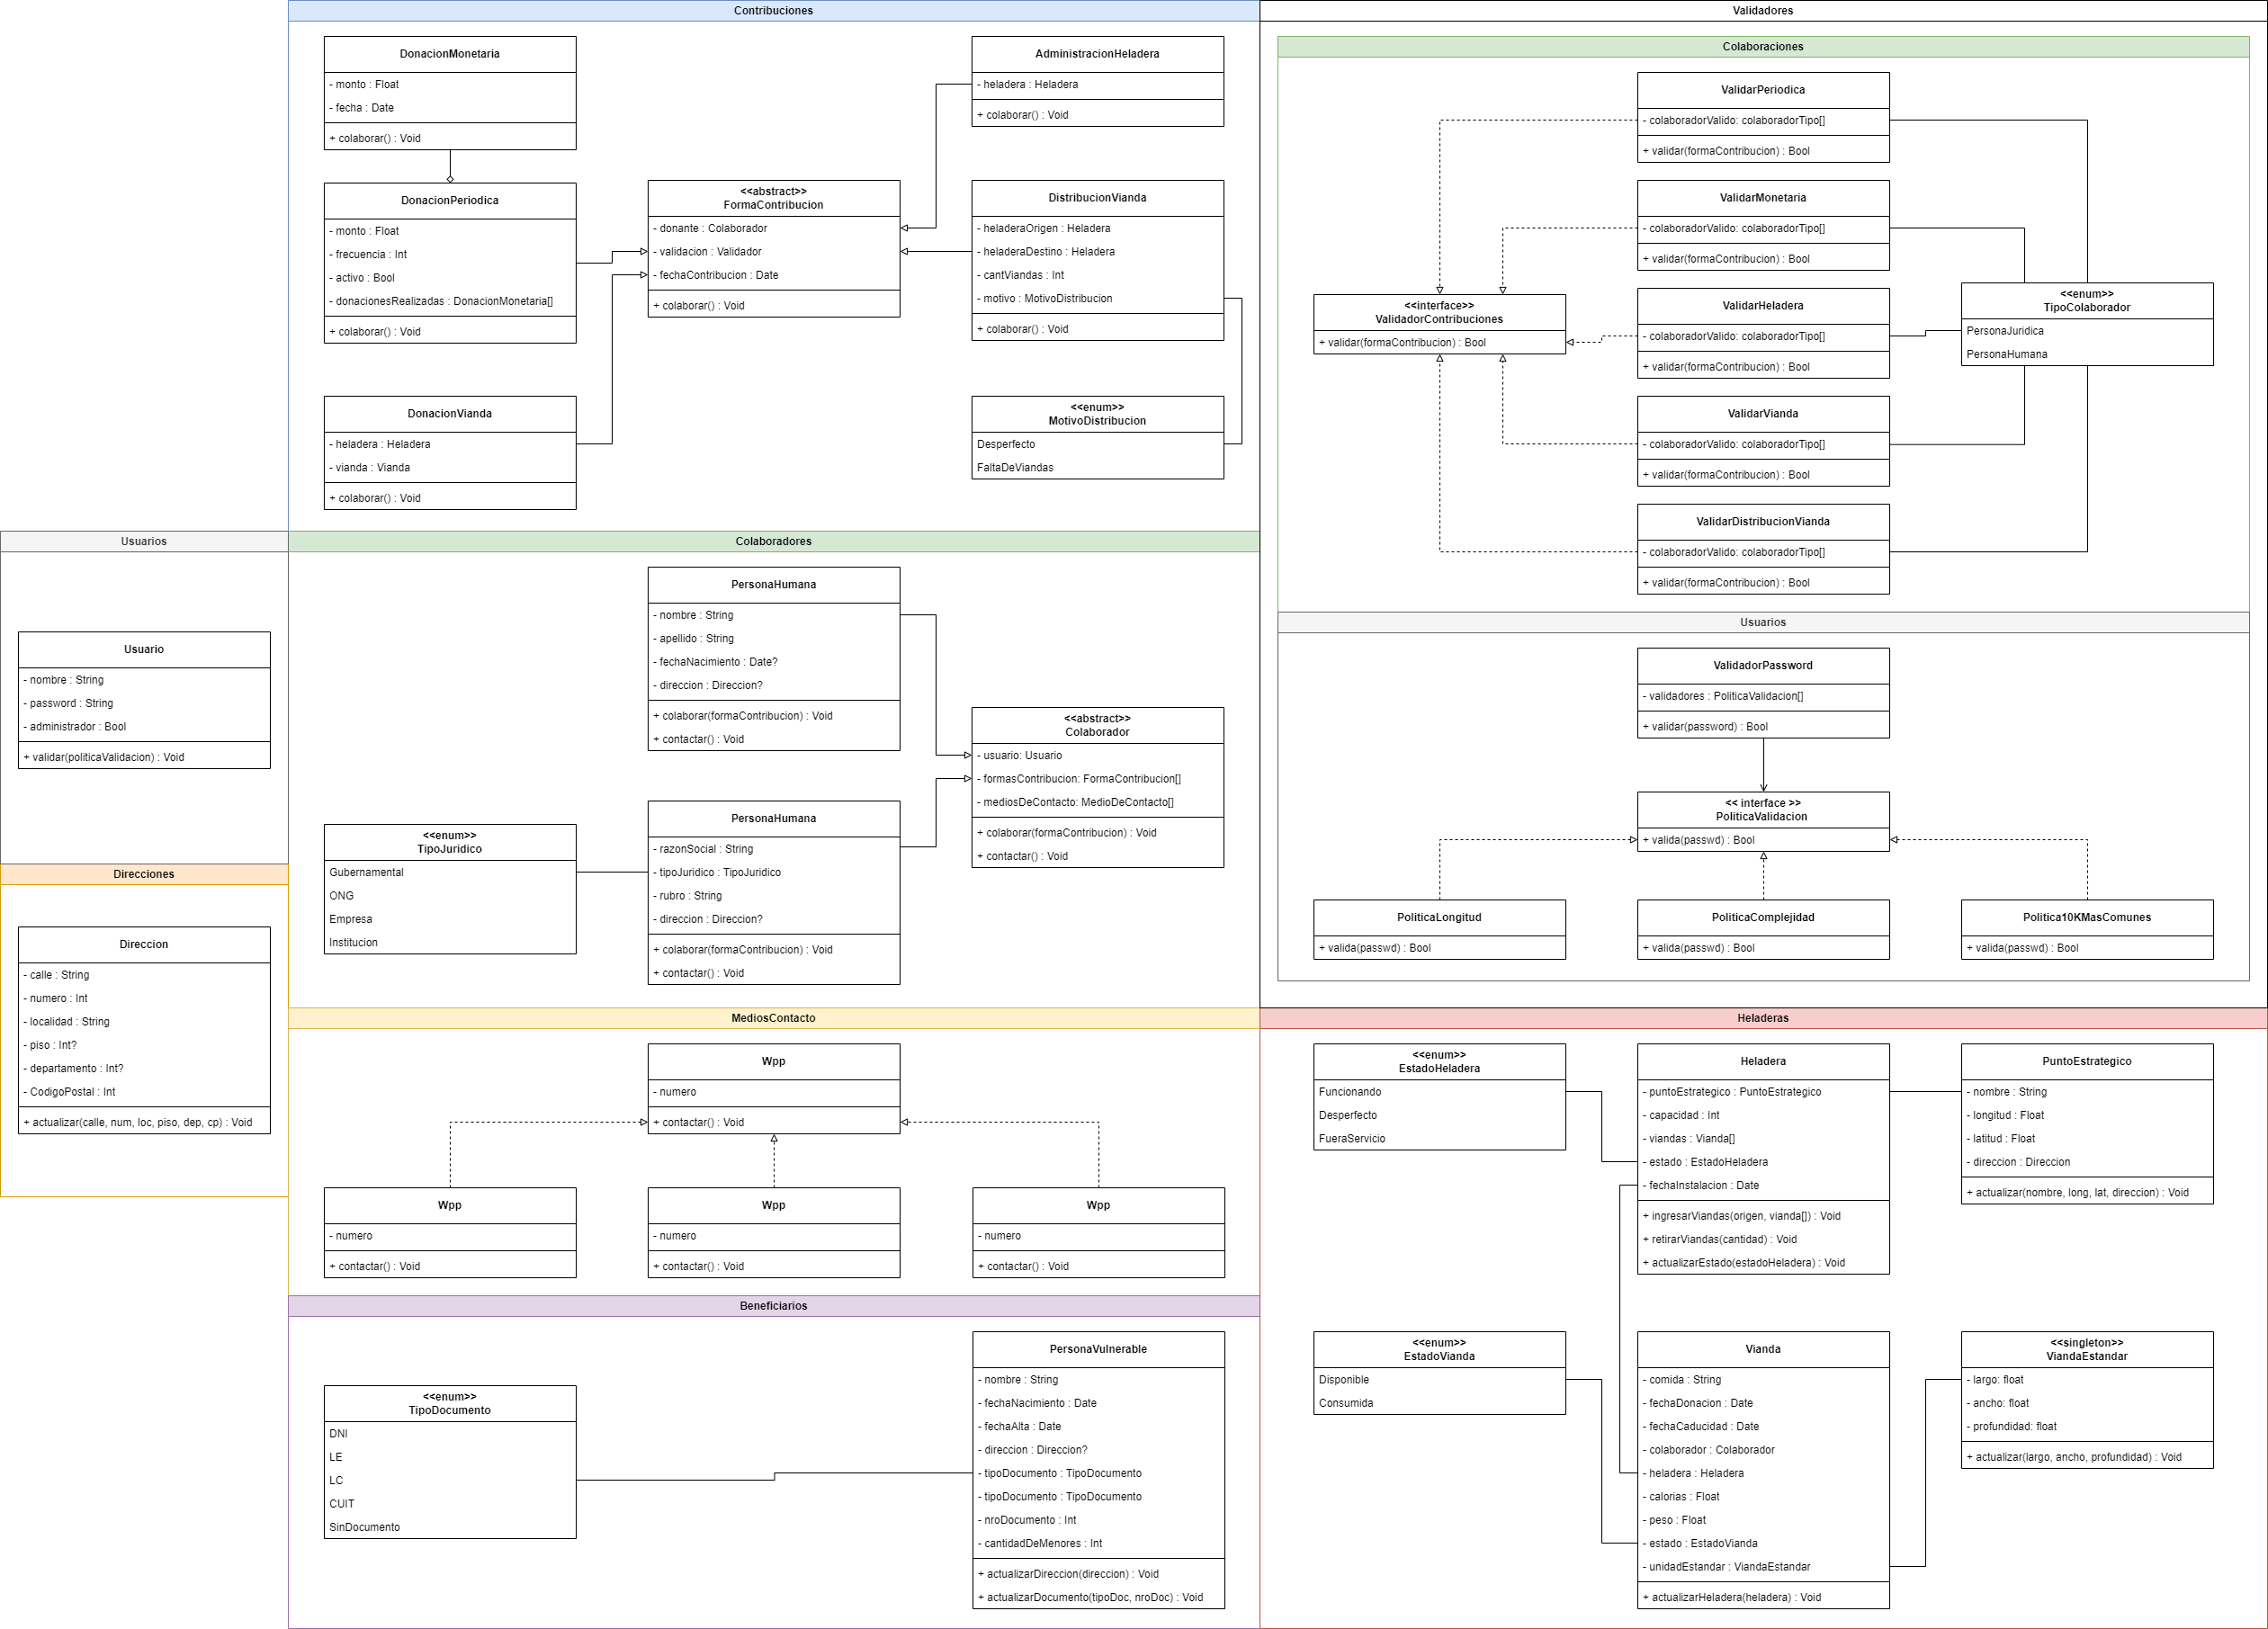 Contribuciones
DonacionMonetaria
- monto : Float
- fecha : Date
+ colaborar() : Void
DonacionPeriodica
- monto : Float
- frecuencia : Int
- activo : Bool
- donacionesRealizadas : DonacionMonetaria[]
+ colaborar() : Void
DonacionVianda
- heladera : Heladera
- vianda : Vianda
+ colaborar() : Void
<<abstract>>
FormaContribucion
- donante : Colaborador
- validacion : Validador
- fechaContribucion : Date
+ colaborar() : Void
AdministracionHeladera
- heladera : Heladera
+ colaborar() : Void
DistribucionVianda
- heladeraOrigen : Heladera
- heladeraDestino : Heladera
- cantViandas : Int
- motivo : MotivoDistribucion
+ colaborar() : Void
<<enum>>
MotivoDistribucion
Desperfecto
FaltaDeViandas
Validadores
Colaboraciones
ValidarPeriodica
- colaboradorValido: colaboradorTipo[]
+ validar(formaContribucion) : Bool
ValidarMonetaria
- colaboradorValido: colaboradorTipo[]
+ validar(formaContribucion) : Bool
<<interface>>
ValidadorContribuciones
+ validar(formaContribucion) : Bool
ValidarHeladera
- colaboradorValido: colaboradorTipo[]
+ validar(formaContribucion) : Bool
<<enum>>
TipoColaborador
PersonaJuridica
PersonaHumana
ValidarVianda
- colaboradorValido: colaboradorTipo[]
+ validar(formaContribucion) : Bool
ValidarDistribucionVianda
- colaboradorValido: colaboradorTipo[]
+ validar(formaContribucion) : Bool
Usuarios
ValidadorPassword
- validadores : PoliticaValidacion[]
+ validar(password) : Bool
<< interface >>
PoliticaValidacion
+ valida(passwd) : Bool
PoliticaLongitud
+ valida(passwd) : Bool
PoliticaComplejidad
+ valida(passwd) : Bool
Politica10KMasComunes
+ valida(passwd) : Bool
Usuarios
Usuario
- nombre : String
- password : String
- administrador : Bool
+ validar(politicaValidacion) : Void
Direcciones
Direccion
- calle : String
- numero : Int
- localidad : String
- piso : Int?
- departamento : Int?
- CodigoPostal : Int
+ actualizar(calle, num, loc, piso, dep, cp) : Void
Colaboradores
PersonaHumana
- nombre : String
- apellido : String
- fechaNacimiento : Date?
- direccion : Direccion?
+ colaborar(formaContribucion) : Void
+ contactar() : Void
<<abstract>>
Colaborador
- usuario: Usuario
- formasContribucion: FormaContribucion[]
- mediosDeContacto: MedioDeContacto[]
+ colaborar(formaContribucion) : Void
+ contactar() : Void
<<enum>>
TipoJuridico
Gubernamental
ONG
Empresa
Institucion
PersonaHumana
- razonSocial : String
- tipoJuridico : TipoJuridico
- rubro : String
- direccion : Direccion?
+ colaborar(formaContribucion) : Void
+ contactar() : Void
MediosContacto
Wpp
- numero
+ contactar() : Void
Wpp
- numero
+ contactar() : Void
Wpp
- numero
+ contactar() : Void
Wpp
- numero
+ contactar() : Void
Beneficiarios
<<enum>>
TipoDocumento
DNI
LE
LC
CUIT
SinDocumento
PersonaVulnerable
- nombre : String
- fechaNacimiento : Date
- fechaAlta : Date
- direccion : Direccion?
- tipoDocumento : TipoDocumento
- tipoDocumento : TipoDocumento
- nroDocumento : Int
- cantidadDeMenores : Int
+ actualizarDireccion(direccion) : Void
+ actualizarDocumento(tipoDoc, nroDoc) : Void
Heladeras
<<enum>>
EstadoHeladera
Funcionando
Desperfecto
FueraServicio
Heladera
- puntoEstrategico : PuntoEstrategico
- capacidad : Int
- viandas : Vianda[]
- estado : EstadoHeladera
- fechaInstalacion : Date
+ ingresarViandas(origen, vianda[]) : Void
+ retirarViandas(cantidad) : Void
+ actualizarEstado(estadoHeladera) : Void
PuntoEstrategico
- nombre : String
- longitud : Float
- latitud : Float
- direccion : Direccion
+ actualizar(nombre, long, lat, direccion) : Void
<<enum>>
EstadoVianda
Disponible
Consumida
Vianda
- comida : String
- fechaDonacion : Date
- fechaCaducidad : Date
- colaborador : Colaborador
- heladera : Heladera
- calorias : Float
- peso : Float
- estado : EstadoVianda
- unidadEstandar : ViandaEstandar
+ actualizarHeladera(heladera) : Void
<<singleton>>
ViandaEstandar
- largo: float
- ancho: float
- profundidad: float
+ actualizar(largo, ancho, profundidad) : Void